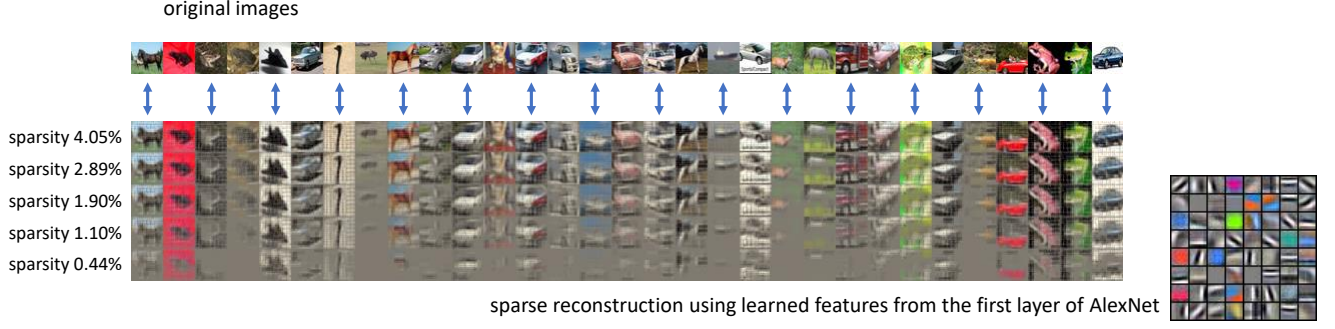 original images
sparsity 4.05%
sparsity 2.89%
sparsity 1.90%
sparsity 1.10%
sparsity 0.44%
sparse reconstruction using learned features from the first layer of AlexNet